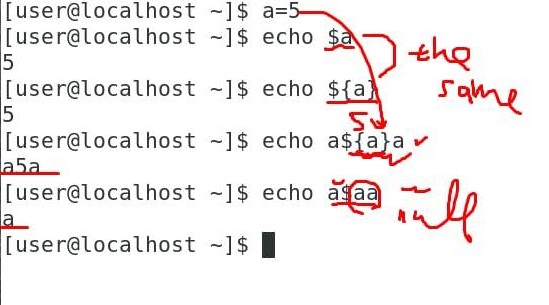 [user@localhost ~]$ a=5
[user@localhost ~]$ echo $a
5
the same
[user@localhost ~]$ echo ${a}
5
5
[user@localhost ~]$ echo a${a}a
a5a
[user@localhost ~]$ echo a$aa
null
a
[user@localhost ~]$